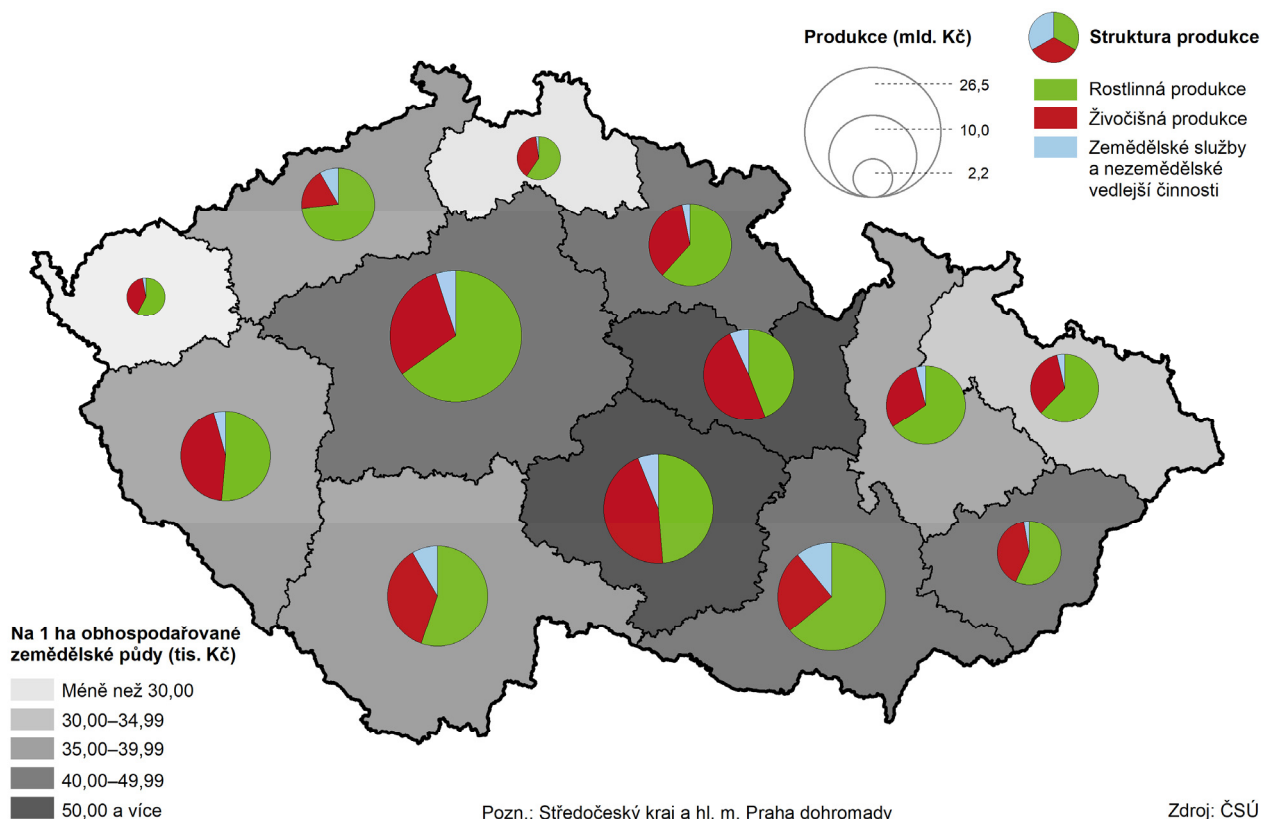 Produkce (mld. Kč)
26,5
10,0
2,2
Struktura produkce
Rostlinná produkce
Živočišná produkce
Zemědělské služby
a nezemědělské
vedlejší činnosti
Na 1 ha obhospodařované
zemědělské půdy (tis. Kč)
Méně než 30,00
30,00–34,99
35,00–39,99
40,00–49,99
50,00 a více
Pozn.: Středočeský kraj a hl. m. Praha dohromady
Zdroj: ČSÚ